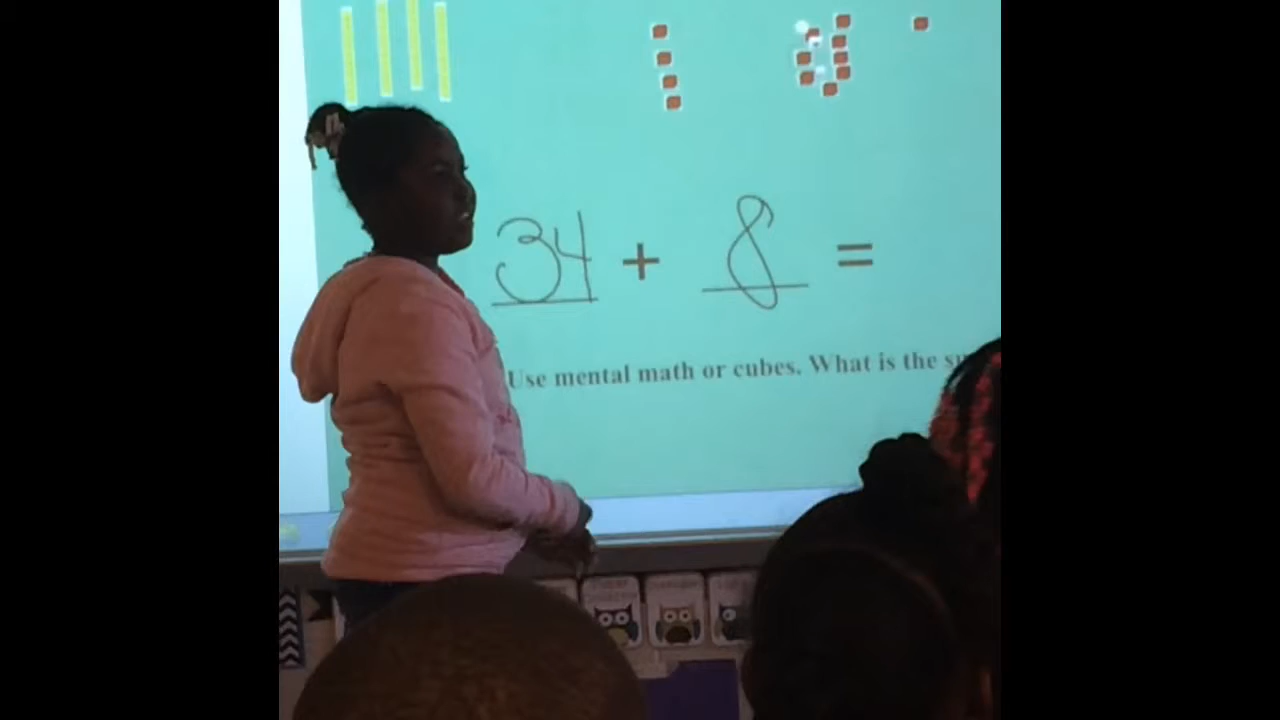 34 + 8 =
Use mental math or cubes. What is the